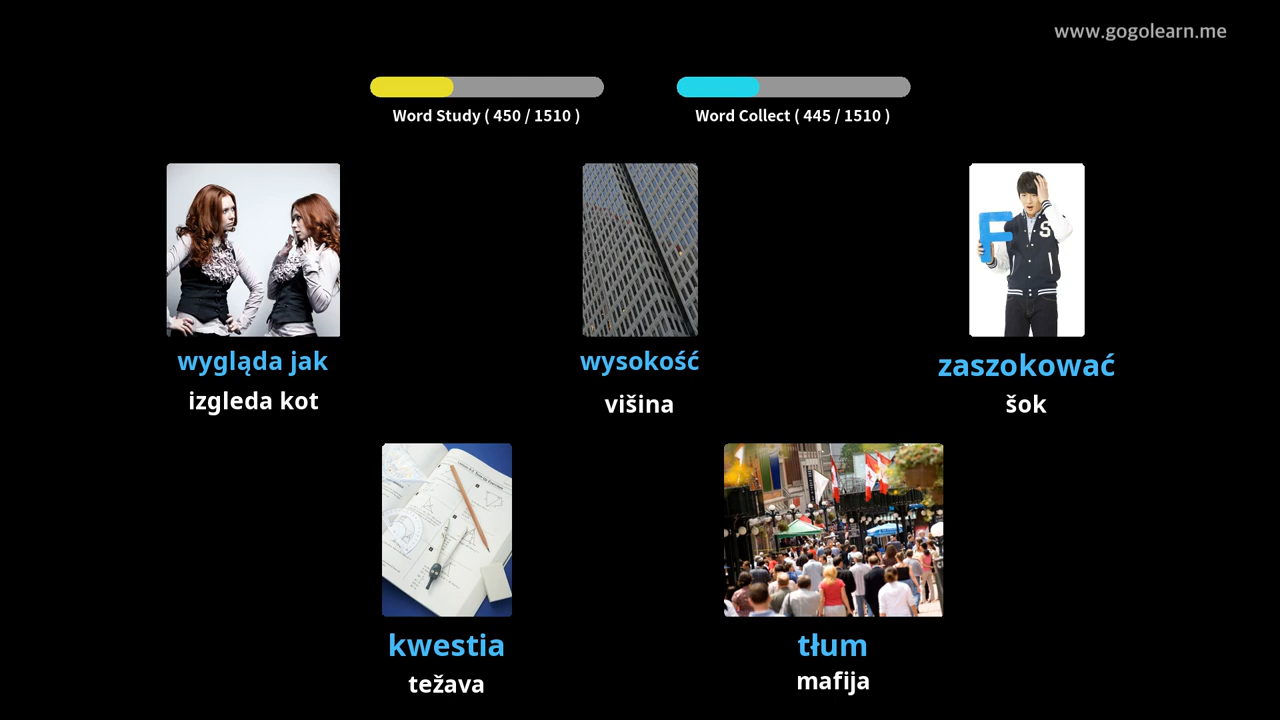 www.gogolearn.me
Word Study ( 450 / 1510 )
Word Collect ( 445 / 1510 )
F
S
wygląda jak
izgleda kot
wysokość
višina
zaszokować
šok
kwestia
težava
tłum
mafija